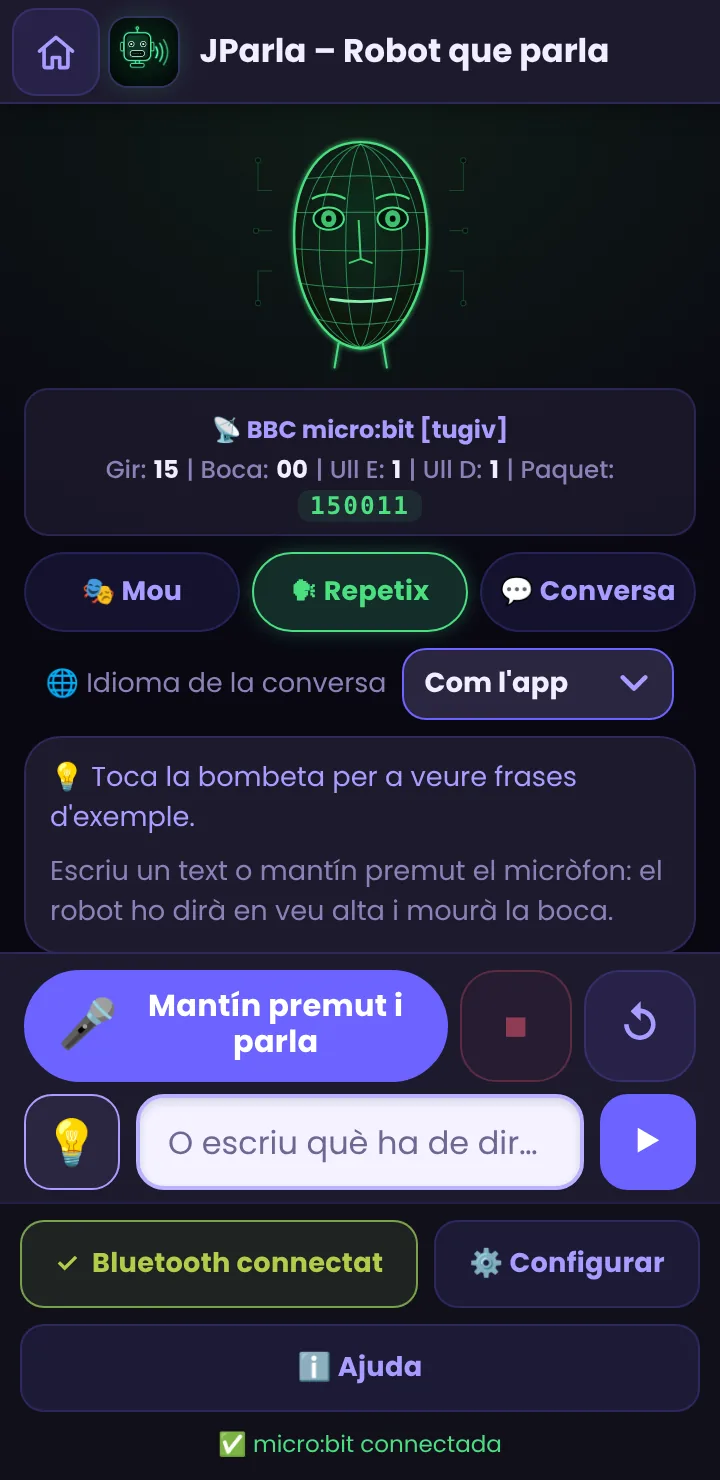 JParla – Robot que parla
📡 BBC micro:bit [tugiv]
Gir: 15 | Boca: 00 | Ull E: 1 | Ull D: 1 | Paquet:
150011
🎭 Mou
🗣 Repetix
💬 Conversa
🌐 Idioma de la conversa
Com l'app
💡 Toca la bombeta per a veure frases
d'exemple.
Escriu un text o mantín premut el micròfon: el
robot ho dirà en veu alta i mourà la boca.
🎤 Mantín premut i
parla
O escriu què ha de dir...
✓ Bluetooth connectat
⚙️ Configurar
ℹ️ Ajuda
✅ micro:bit connectada